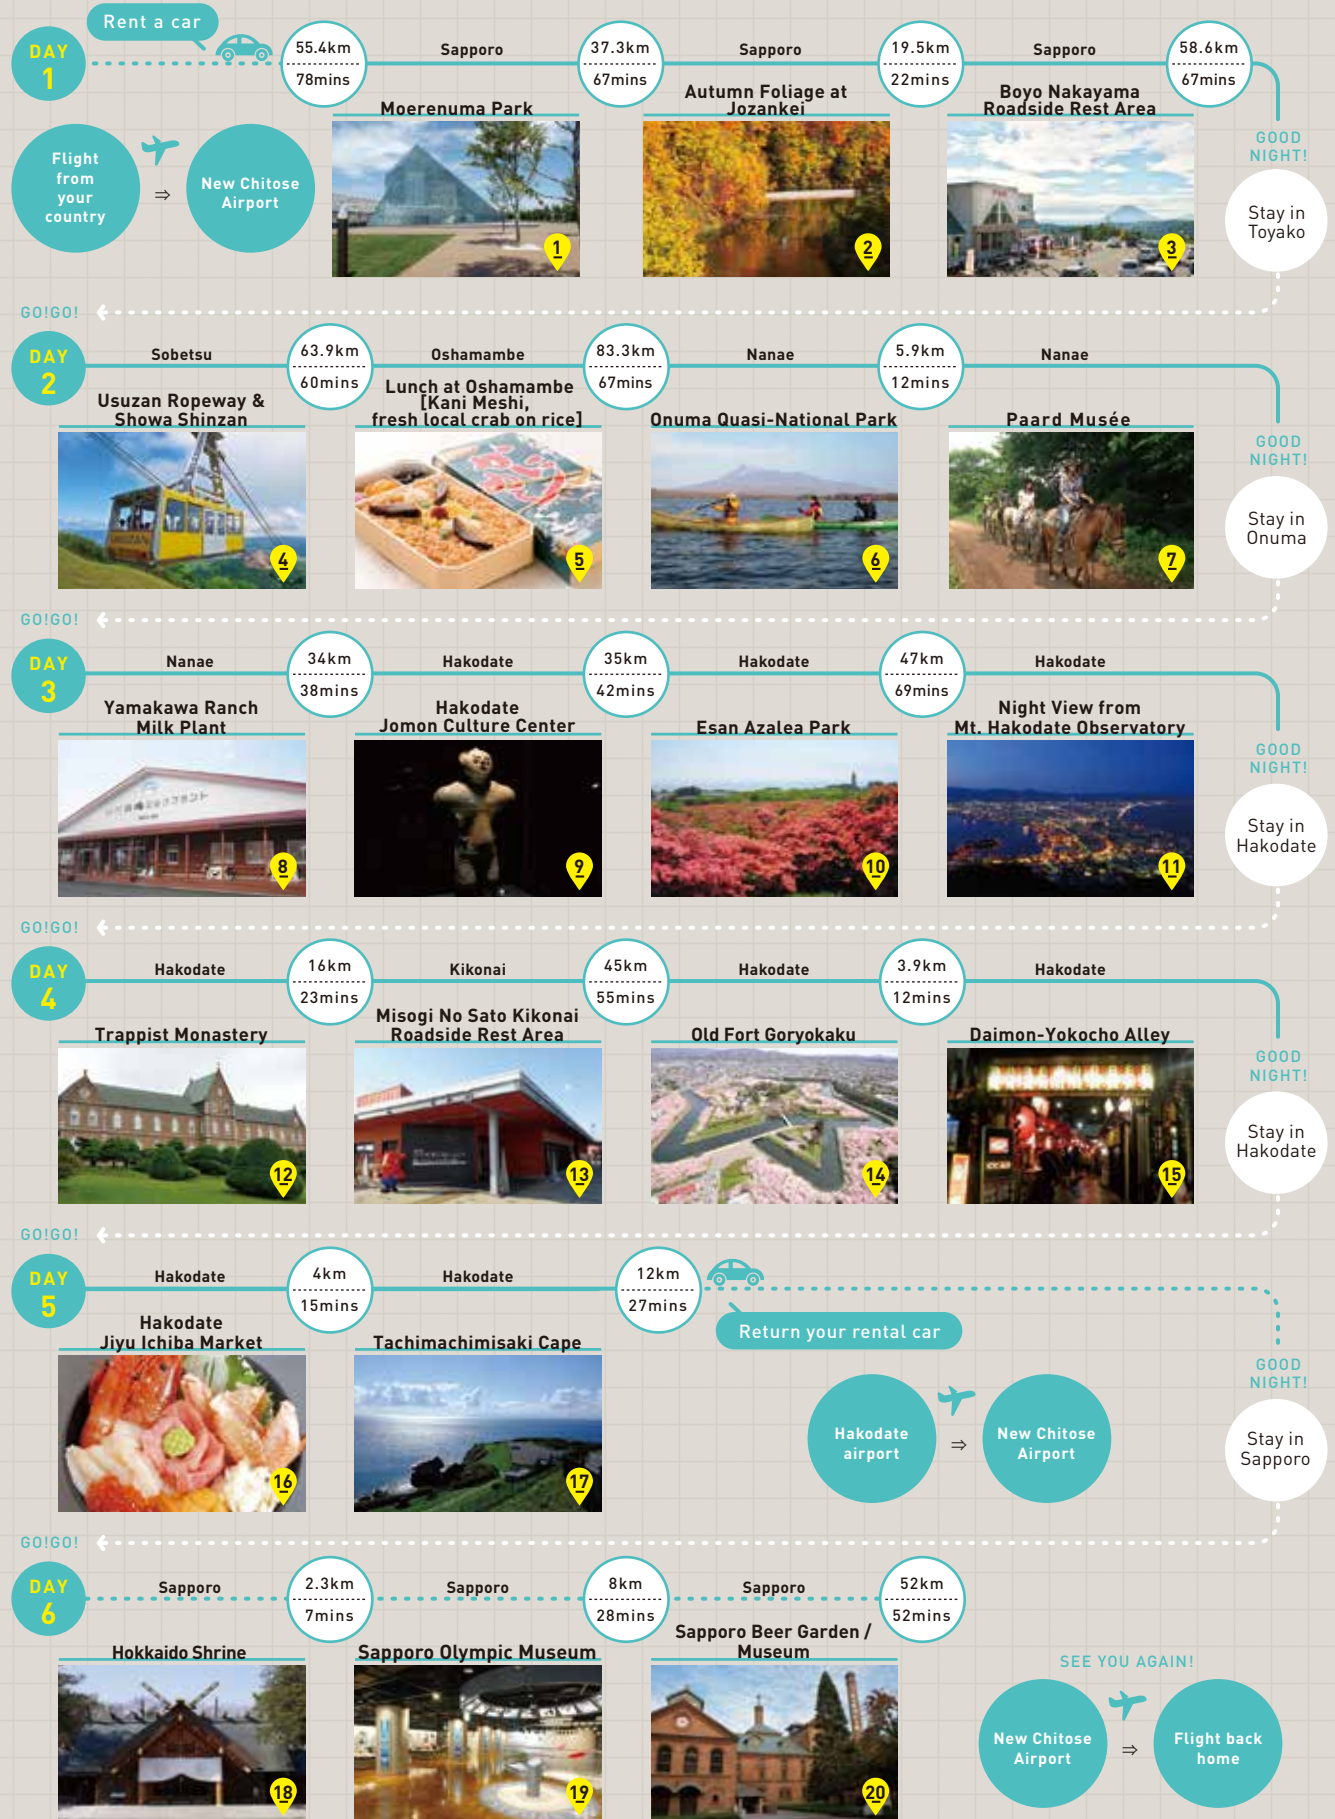 Rent a car
DAY
1
55.4km
78mins
Sapporo
37.3km
67mins
Sapporo
19.5km
22mins
Sapporo
58.6km
67mins
Flight
from
your
country
⇒
New Chitose
Airport
Moerenuma Park
1
Autumn Foliage at
Jozankei
2
Boyo Nakayama
Roadside Rest Area
3
GOOD
NIGHT!
Stay in
Toyako
GO!GO!
DAY
2
Sobetsu
63.9km
60mins
Oshamambe
83.3km
67mins
Nanae
5.9km
12mins
Nanae
Usuzan Ropeway &
Showa Shinzan
4
Lunch at Oshamambe
[Kani Meshi,
fresh local crab on rice]
5
Onuma Quasi-National Park
6
Paard Musée
7
GOOD
NIGHT!
Stay in
Onuma
GO!GO!
DAY
3
Nanae
34km
38mins
Hakodate
35km
42mins
Hakodate
47km
69mins
Hakodate
Yamakawa Ranch
Milk Plant
8
Hakodate
Jomon Culture Center
9
Esan Azalea Park
10
Night View from
Mt. Hakodate Observatory
11
GOOD
NIGHT!
Stay in
Hakodate
GO!GO!
DAY
4
Hakodate
16km
23mins
Kikonai
45km
55mins
Hakodate
3.9km
12mins
Hakodate
Trappist Monastery
12
Misogi No Sato Kikonai
Roadside Rest Area
13
Old Fort Goryokaku
14
Daimon-Yokocho Alley
15
GOOD
NIGHT!
Stay in
Hakodate
GO!GO!
DAY
5
Hakodate
4km
15mins
Hakodate
12km
27mins
Return your rental car
Hakodate
Jiyu Ichiba Market
16
Tachimachimisaki Cape
17
Hakodate
airport
⇒
New Chitose
Airport
GOOD
NIGHT!
Stay in
Sapporo
GO!GO!
DAY
6
Sapporo
2.3km
7mins
Sapporo
8km
28mins
Sapporo
52km
52mins
Hokkaido Shrine
18
Sapporo Olympic Museum
19
Sapporo Beer Garden /
Museum
20
SEE YOU AGAIN!
New Chitose
Airport
⇒
Flight back
home